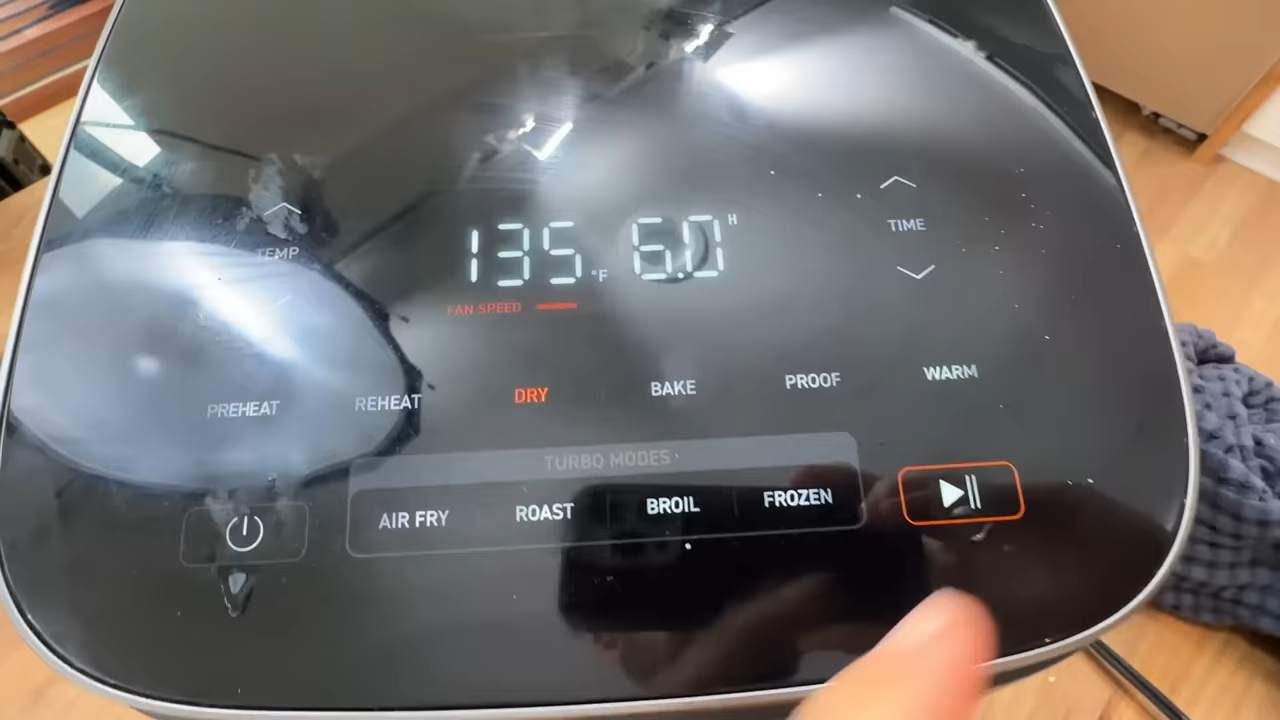 TEMP
135 °F 6.0 H
TIME
FAN SPEED
PREHEAT REHEAT DRY BAKE PROOF WARM
TURBO MODES
AIR FRY ROAST BROIL FROZEN